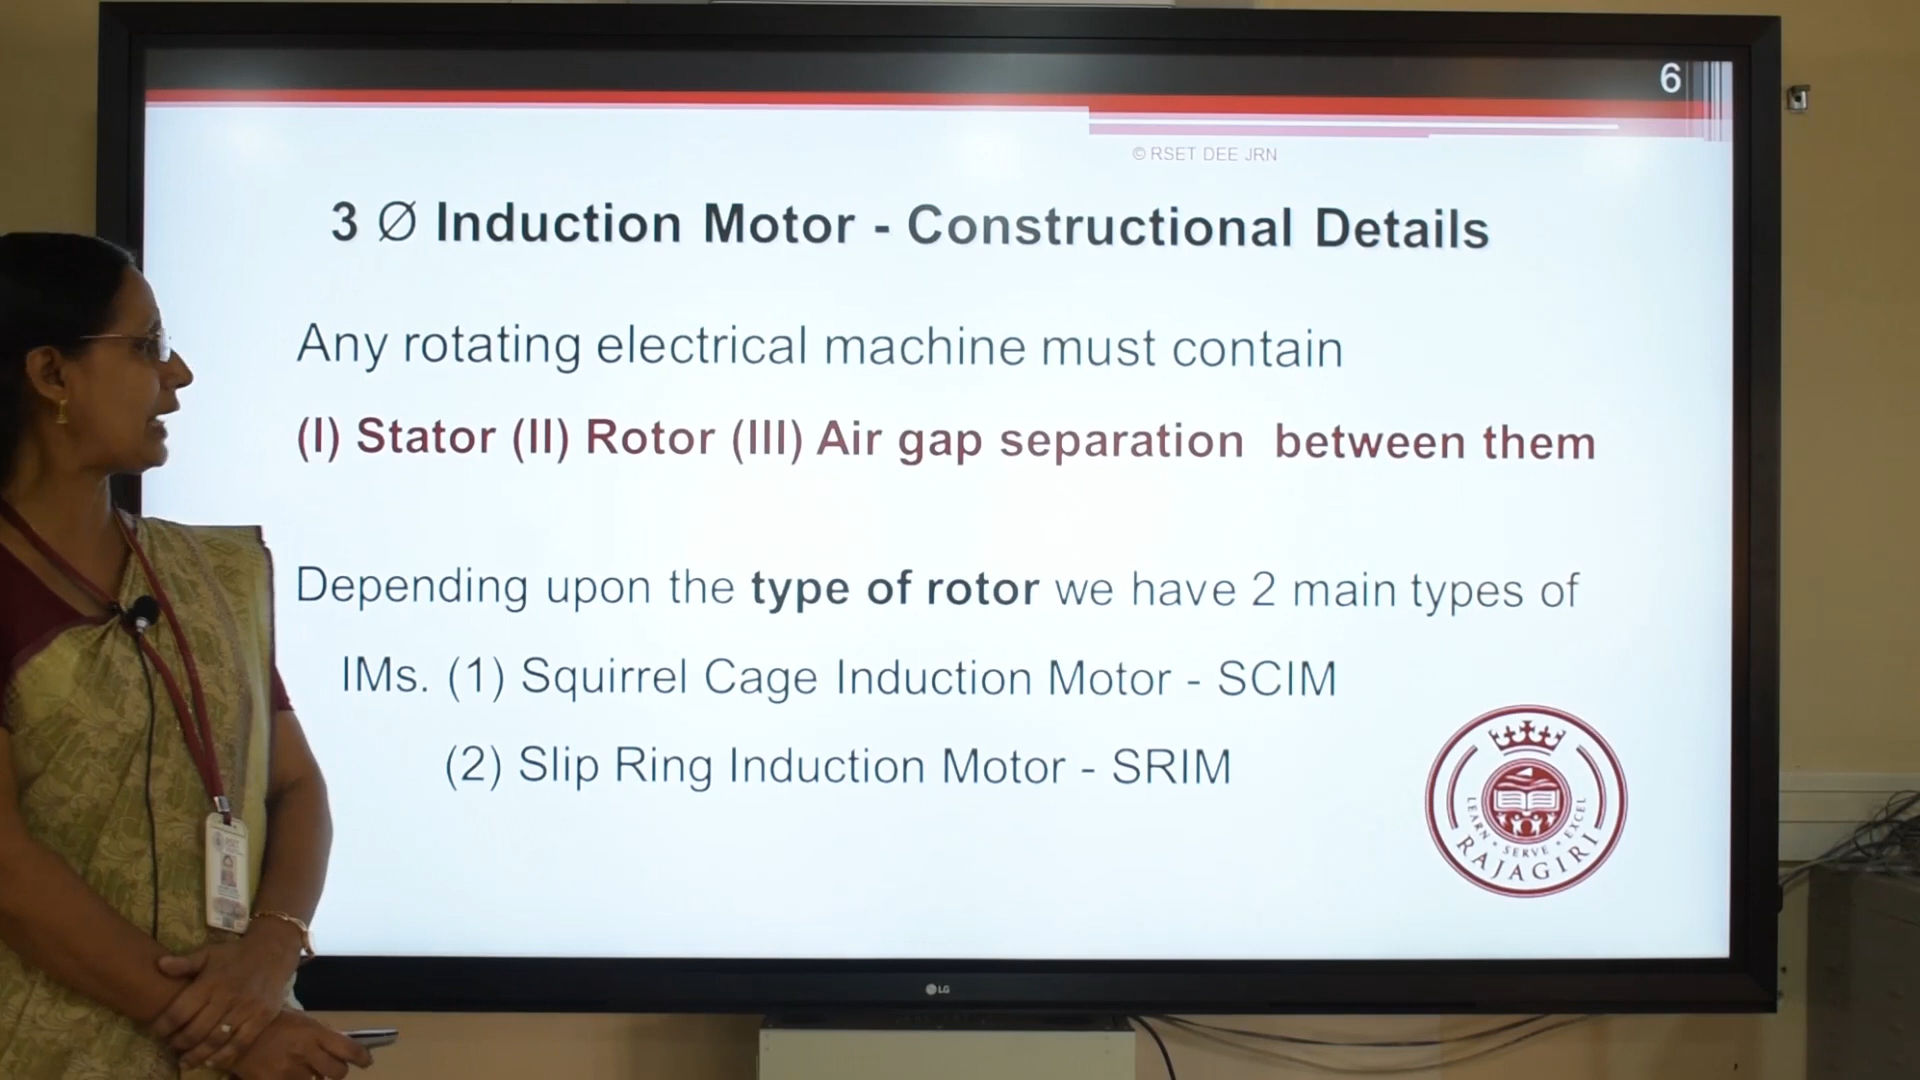 6
© RSET DEE JRN
3 Ø Induction Motor - Constructional Details
Any rotating electrical machine must contain
(I) Stator (II) Rotor (III) Air gap separation between them
Depending upon the type of rotor we have 2 main types of
IMs. (1) Squirrel Cage Induction Motor - SCIM
(2) Slip Ring Induction Motor - SRIM
LEARN • SERVE • EXCEL
RAJAGIRI
LG